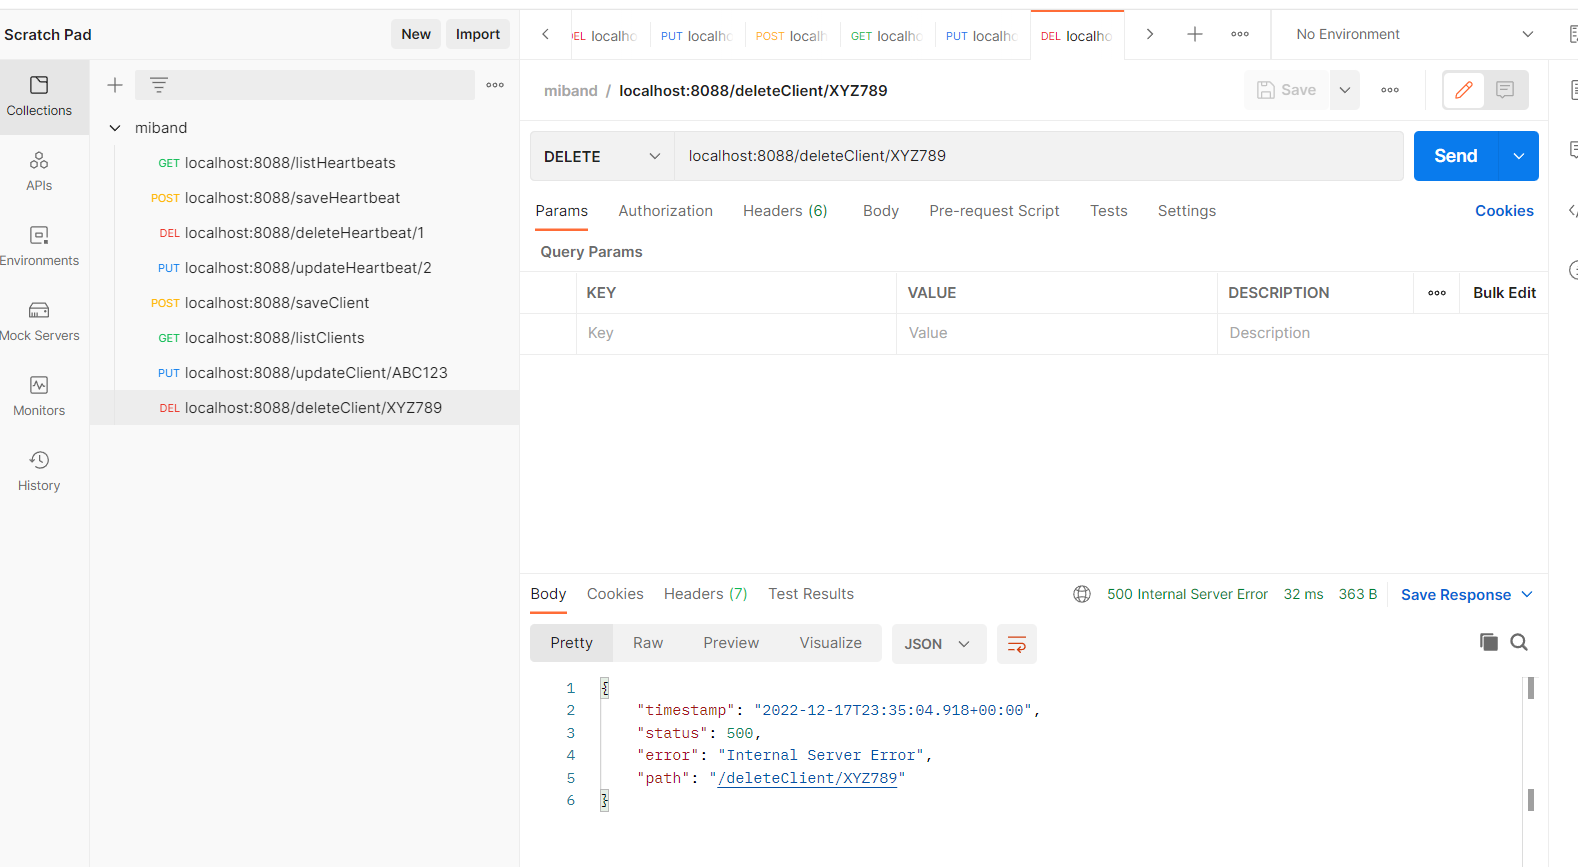 Scratch Pad
New
Import
Collections
APIs
Environments
Mock Servers
Monitors
History
miband
GET localhost:8088/listHeartbeats
POST localhost:8088/saveHeartbeat
DEL localhost:8088/deleteHeartbeat/1
PUT localhost:8088/updateHeartbeat/2
POST localhost:8088/saveClient
GET localhost:8088/listClients
PUT localhost:8088/updateClient/ABC123
DEL localhost:8088/deleteClient/XYZ789
DEL localho
PUT localho
POST localh
GET localho
PUT localho
DEL localho
No Environment
miband / localhost:8088/deleteClient/XYZ789
Save
DELETE
localhost:8088/deleteClient/XYZ789
Send
Params Authorization Headers (6) Body Pre-request Script Tests Settings
Cookies
Query Params
KEY VALUE DESCRIPTION
Bulk Edit
Key Value Description
Body Cookies Headers (7) Test Results
500 Internal Server Error 32 ms 363 B
Save Response
Pretty Raw Preview Visualize
JSON
1 {
2 "timestamp": "2022-12-17T23:35:04.918+00:00",
3 "status": 500,
4 "error": "Internal Server Error",
5 "path": "/deleteClient/XYZ789"
6 }